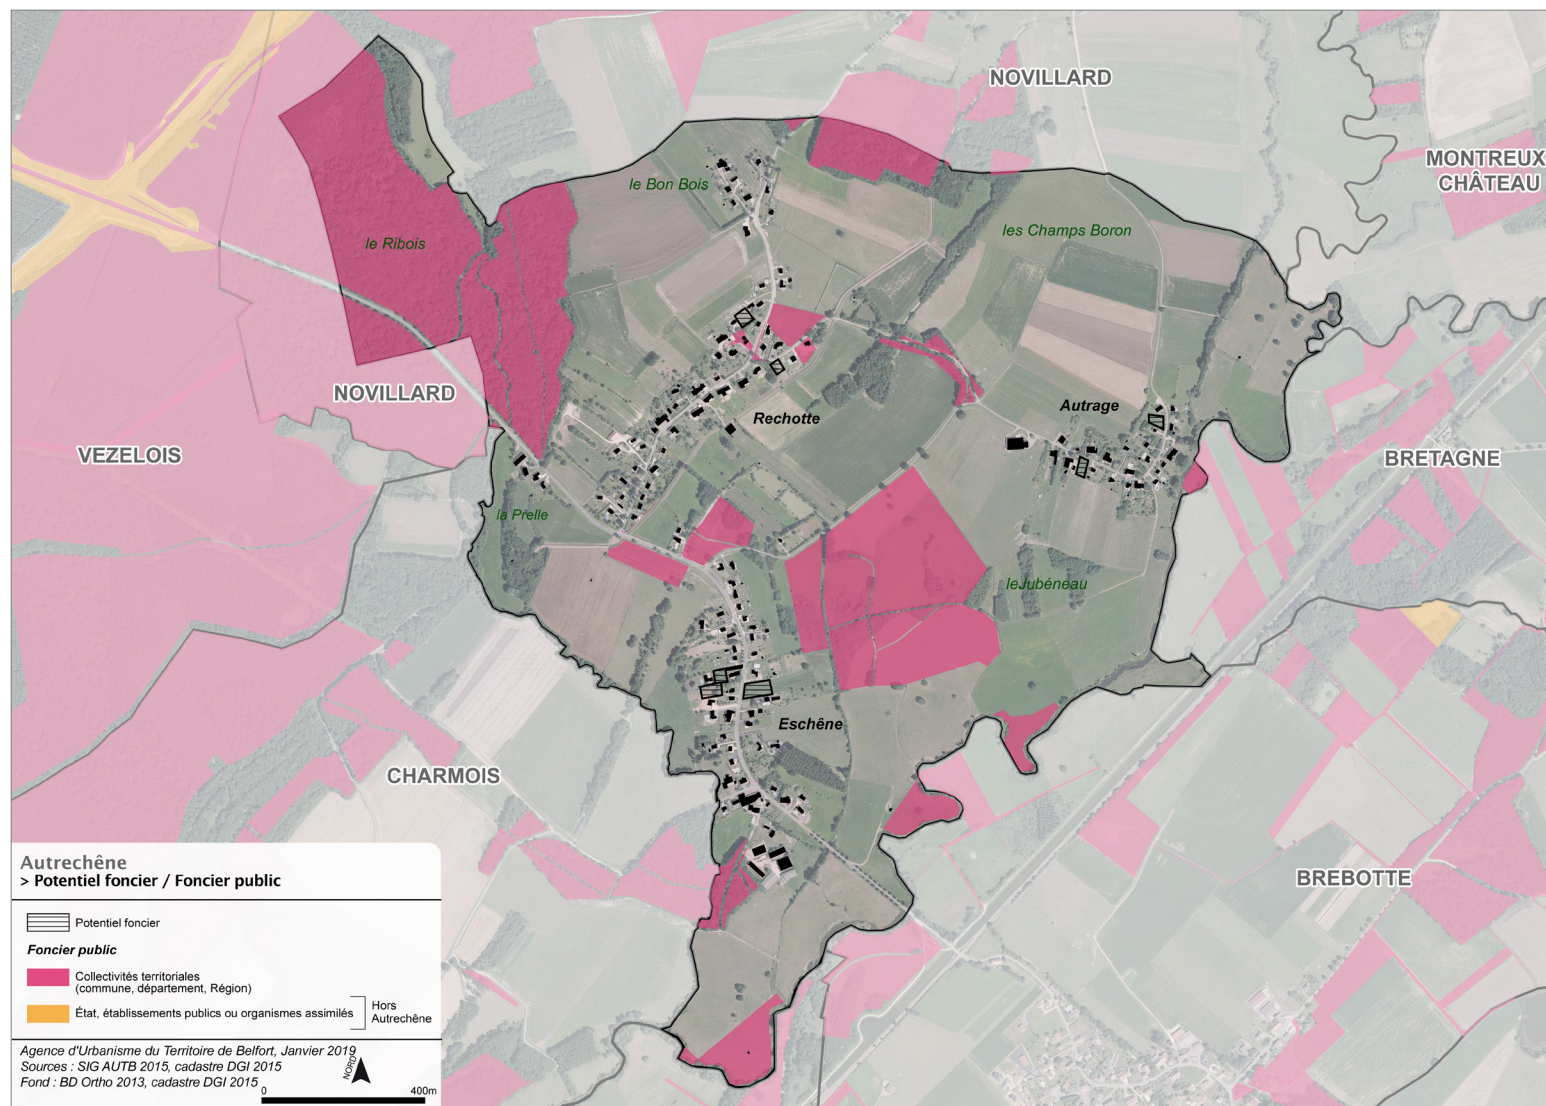 NOVILLARD
MONTREUX
CHÂTEAU
le Bon Bois
les Champs Boron
le Ribois
NOVILLARD
Rechotte
Autrage
VEZELOIS
BRETAGNE
la Prelle
leJubéneau
Eschêne
CHARMOIS
BREBOTTE
Autrechêne
> Potentiel foncier / Foncier public
Potentiel foncier
Foncier public
Collectivités territoriales
(commune, département, Région)
État, établissements publics ou organismes assimilés
Hors
Autrechêne
Agence d'Urbanisme du Territoire de Belfort, Janvier 2019
Sources : SIG AUTB 2015, cadastre DGI 2015
Fond : BD Ortho 2013, cadastre DGI 2015
NORD
0 400m